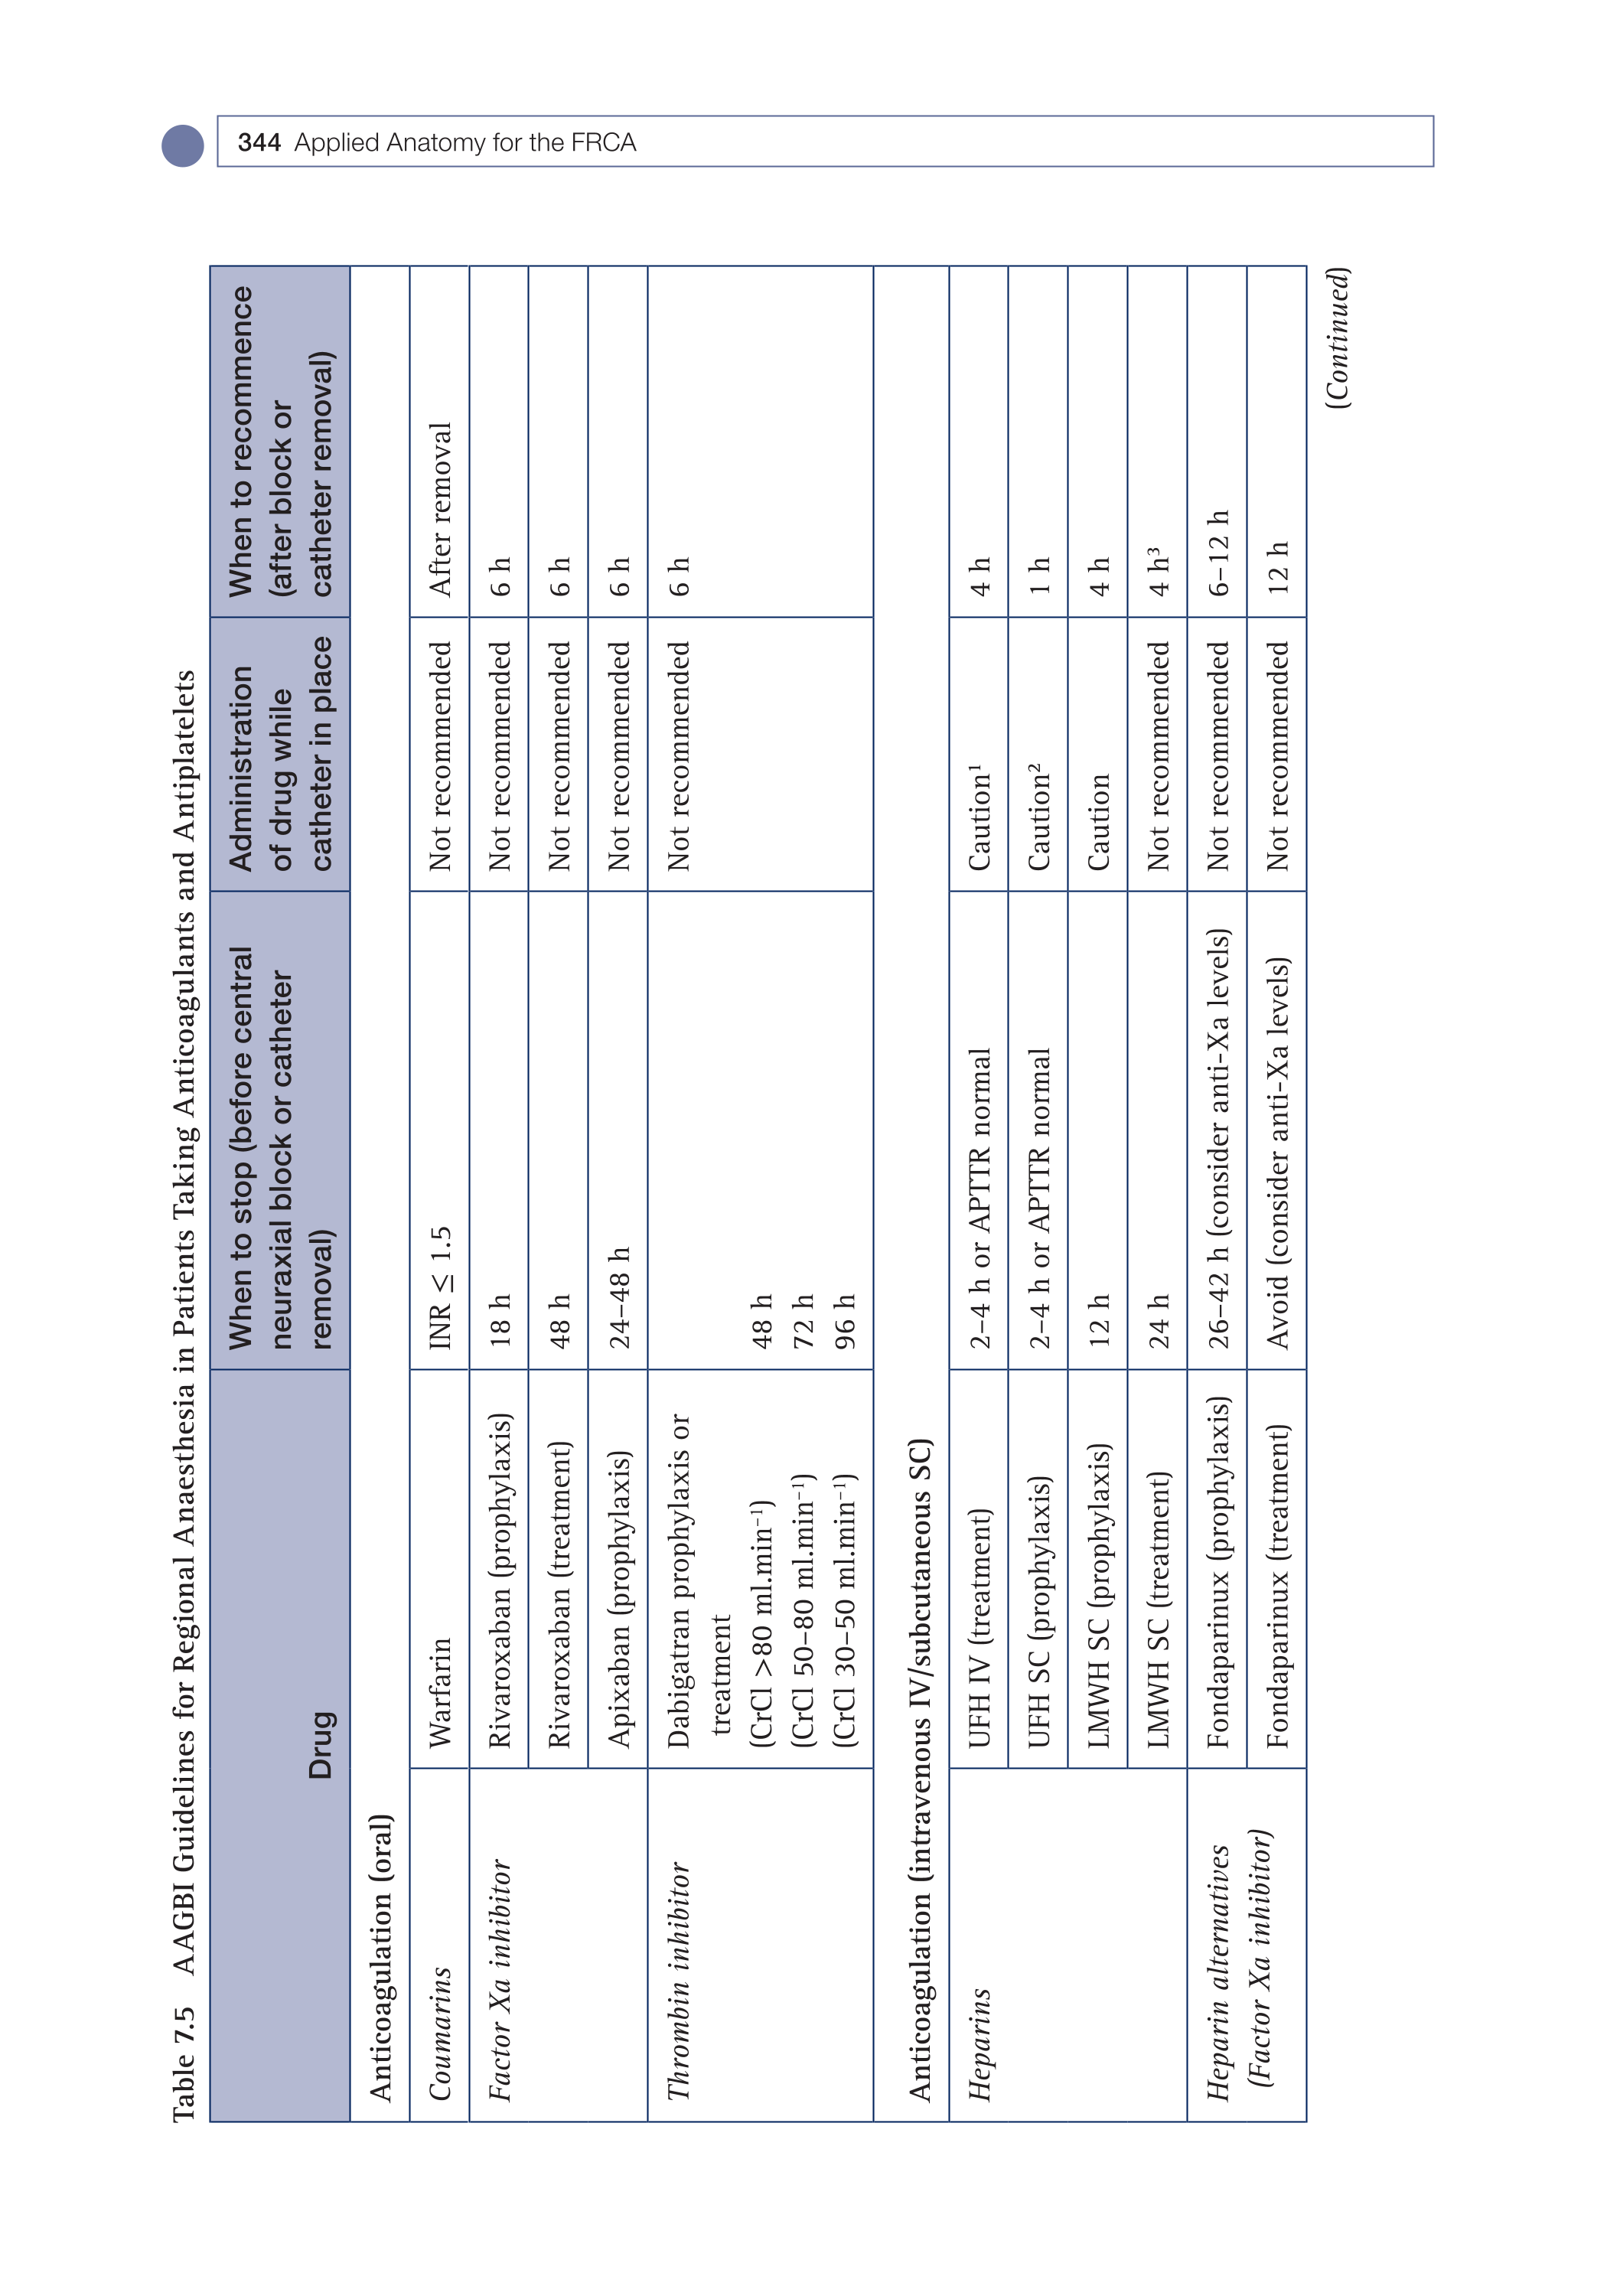 344 Applied Anatomy for the FRCA
Table 7.5 AAGBI Guidelines for Regional Anaesthesia in Patients Taking Anticoagulants and Antiplatelets
Drug
When to stop (before central
neuraxial block or catheter
removal)
Administration
of drug while
catheter in place
When to recommence
(after block or
catheter removal)
Anticoagulation (oral)
Coumarins Warfarin INR ≤ 1.5 Not recommended After removal
Factor Xa inhibitor Rivaroxaban (prophylaxis) 18 h Not recommended 6 h
Rivaroxaban (treatment) 48 h Not recommended 6 h
Apixaban (prophylaxis) 24–48 h Not recommended 6 h
Thrombin inhibitor Dabigatran prophylaxis or Not recommended 6 h
treatment
(CrCl >80 ml.min⁻¹) 48 h
(CrCl 50–80 ml.min⁻¹) 72 h
(CrCl 30–50 ml.min⁻¹) 96 h
Anticoagulation (intravenous IV/subcutaneous SC)
Heparins UFH IV (treatment) 2–4 h or APTTR normal Caution¹ 4 h
UFH SC (prophylaxis) 2–4 h or APTTR normal Caution² 1 h
LMWH SC (prophylaxis) 12 h Caution 4 h
LMWH SC (treatment) 24 h Not recommended 4 h³
Heparin alternatives Fondaparinux (prophylaxis) 26–42 h (consider anti-Xa levels) Not recommended 6–12 h
(Factor Xa inhibitor) Fondaparinux (treatment) Avoid (consider anti-Xa levels) Not recommended 12 h
(Continued)